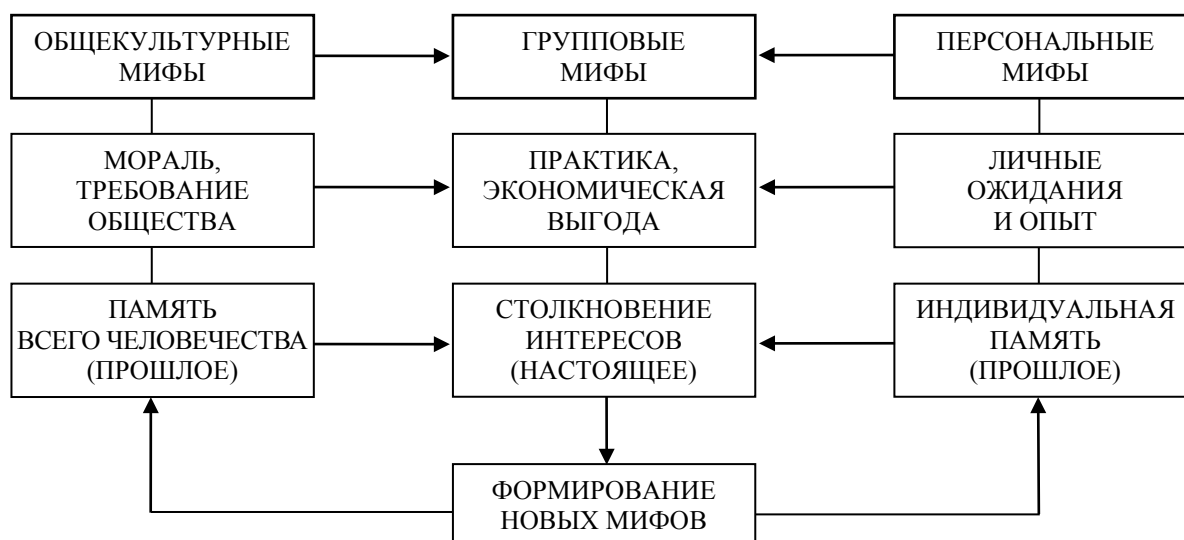 ОБЩЕКУЛЬТУРНЫЕ
МИФЫ
ГРУППОВЫЕ
МИФЫ
ПЕРСОНАЛЬНЫЕ
МИФЫ
МОРАЛЬ,
ТРЕБОВАНИЕ
ОБЩЕСТВА
ПРАКТИКА,
ЭКОНОМИЧЕСКАЯ
ВЫГОДА
ЛИЧНЫЕ
ОЖИДАНИЯ
И ОПЫТ
ПАМЯТЬ
ВСЕГО ЧЕЛОВЕЧЕСТВА
(ПРОШЛОЕ)
СТОЛКНОВЕНИЕ
ИНТЕРЕСОВ
(НАСТОЯЩЕЕ)
ИНДИВИДУАЛЬНАЯ
ПАМЯТЬ
(ПРОШЛОЕ)
ФОРМИРОВАНИЕ
НОВЫХ МИФОВ